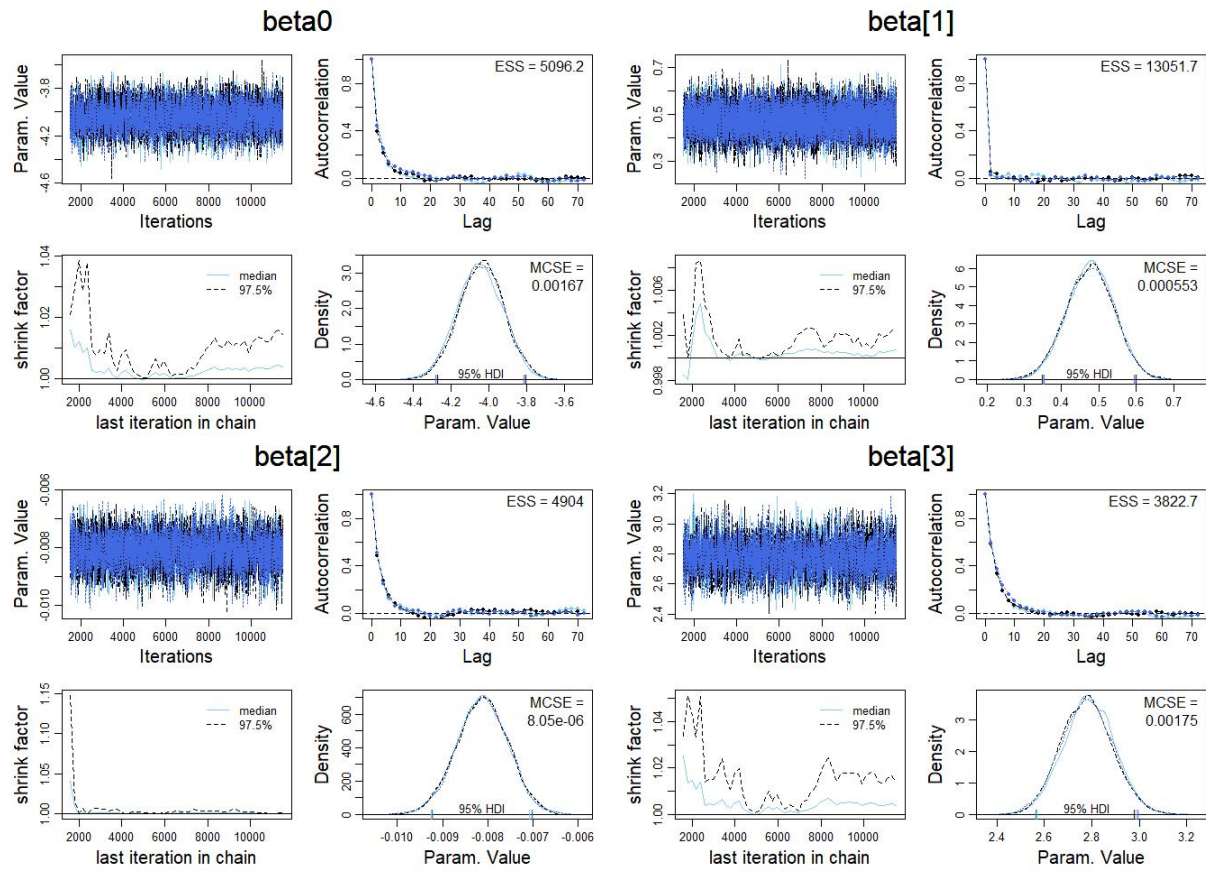 beta0
Param. Value
-3.8
-4.2
-4.6
2000 4000 6000 8000 10000
Iterations
Autocorrelation
0.8
0.4
0.0
ESS = 5096.2
0 10 20 30 40 50 60 70
Lag
shrink factor
1.04
1.02
1.00
median
97.5%
2000 4000 6000 8000 10000
last iteration in chain
Density
3.0
2.0
1.0
0.0
MCSE =
0.00167
95% HDI
-4.6 -4.4 -4.2 -4.0 -3.8 -3.6
Param. Value
beta[1]
Param. Value
0.7
0.5
0.3
2000 4000 6000 8000 10000
Iterations
Autocorrelation
0.8
0.4
0.0
ESS = 13051.7
0 10 20 30 40 50 60 70
Lag
shrink factor
1.006
1.002
0.998
median
97.5%
2000 4000 6000 8000 10000
last iteration in chain
Density
6
5
4
3
2
1
0
MCSE =
0.000553
95% HDI
0.2 0.3 0.4 0.5 0.6 0.7
Param. Value
beta[2]
Param. Value
-0.006
-0.008
-0.010
2000 4000 6000 8000 10000
Iterations
Autocorrelation
0.8
0.4
0.0
ESS = 4904
0 10 20 30 40 50 60 70
Lag
shrink factor
1.15
1.10
1.05
1.00
median
97.5%
2000 4000 6000 8000 10000
last iteration in chain
Density
600
400
200
0
MCSE =
8.05e-06
95% HDI
-0.010 -0.009 -0.008 -0.007 -0.006
Param. Value
beta[3]
Param. Value
3.2
3.0
2.8
2.6
2.4
2000 4000 6000 8000 10000
Iterations
Autocorrelation
0.8
0.4
0.0
ESS = 3822.7
0 10 20 30 40 50 60 70
Lag
shrink factor
1.04
1.02
1.00
median
97.5%
2000 4000 6000 8000 10000
last iteration in chain
Density
3
2
1
0
MCSE =
0.00175
95% HDI
2.4 2.6 2.8 3.0 3.2
Param. Value